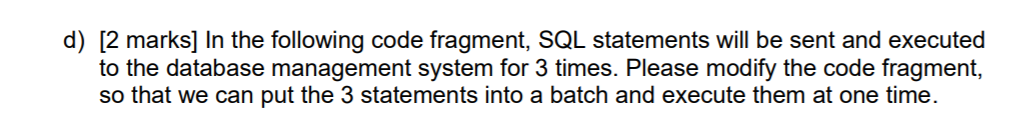 d) [2 marks] In the following code fragment, SQL statements will be sent and executed
to the database management system for 3 times. Please modify the code fragment,
so that we can put the 3 statements into a batch and execute them at one time.